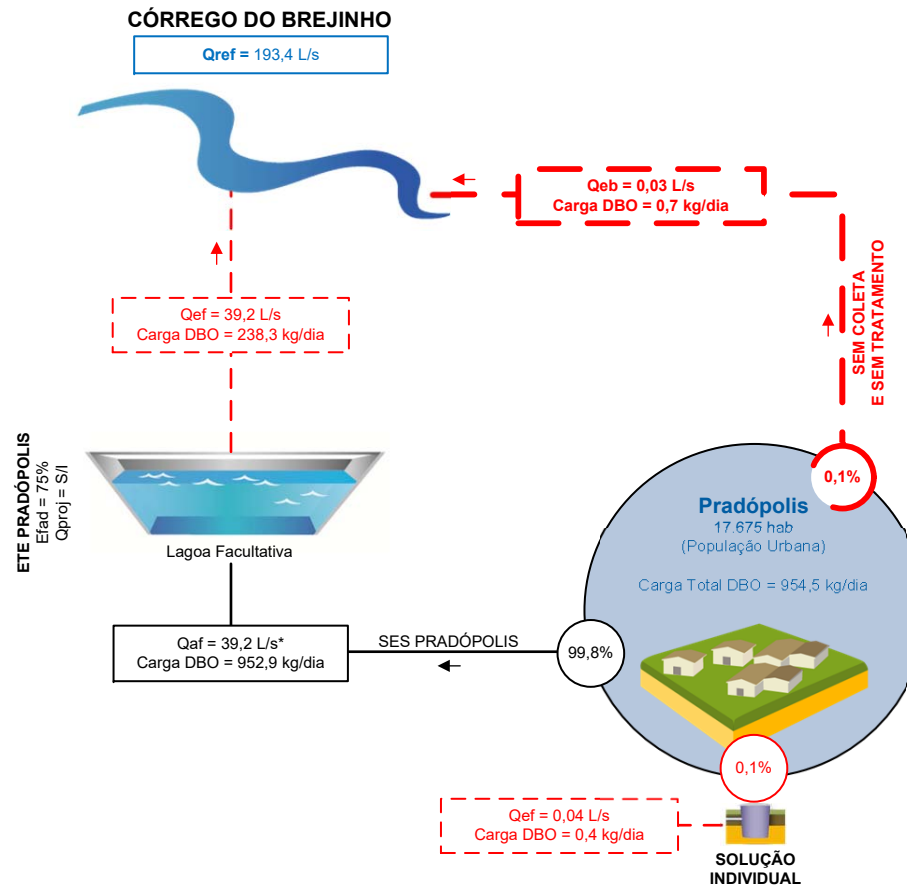 CÓRREGO DO BREJINHO
Qref = 193,4 L/s
Qeb = 0,03 L/s
Carga DBO = 0,7 kg/dia
SEM COLETA
E SEM TRATAMENTO
Qef = 39,2 L/s
Carga DBO = 238,3 kg/dia
ETE PRADÓPOLIS
Efad = 75%
Qproj = S/I
Lagoa Facultativa
0,1%
Pradópolis
17.675 hab
(População Urbana)
Carga Total DBO = 954,5 kg/dia
Qaf = 39,2 L/s*
Carga DBO = 952,9 kg/dia
SES PRADÓPOLIS
99,8%
0,1%
Qef = 0,04 L/s
Carga DBO = 0,4 kg/dia
SOLUÇÃO
INDIVIDUAL